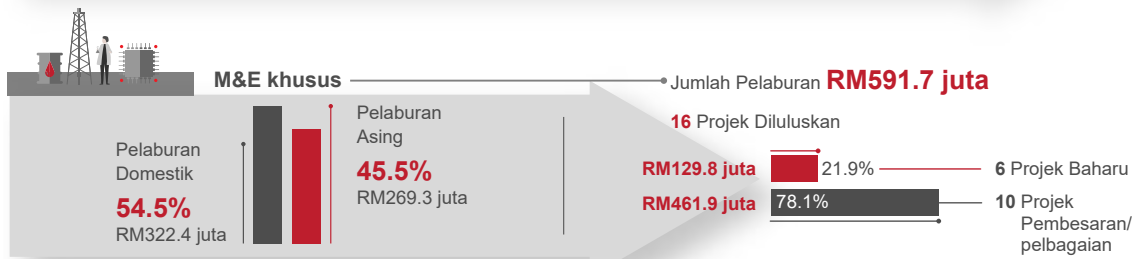 M&E khusus
Jumlah Pelaburan RM591.7 juta
Pelaburan
Domestik
54.5%
RM322.4 juta
Pelaburan
Asing
45.5%
RM269.3 juta
16 Projek Diluluskan
RM129.8 juta
21.9%
6 Projek Baharu
RM461.9 juta
78.1%
10 Projek
Pembesaran/
pelbagaian